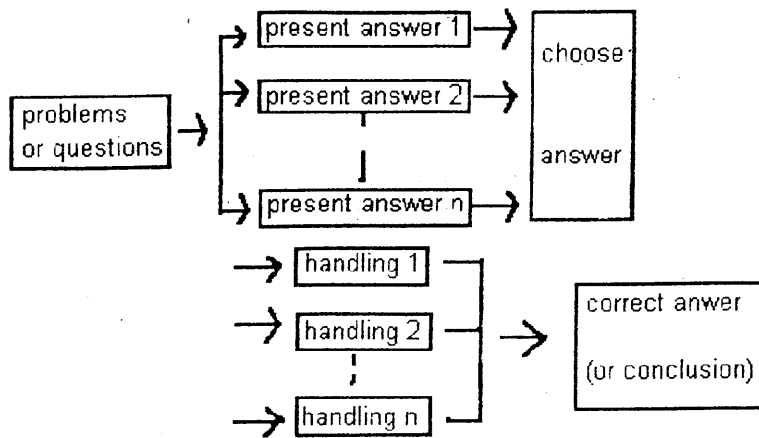 problems
or questions
present answer 1
present answer 2
present answer n
choose
answer
handling 1
handling 2
handling n
correct anwer
(or conclusion)